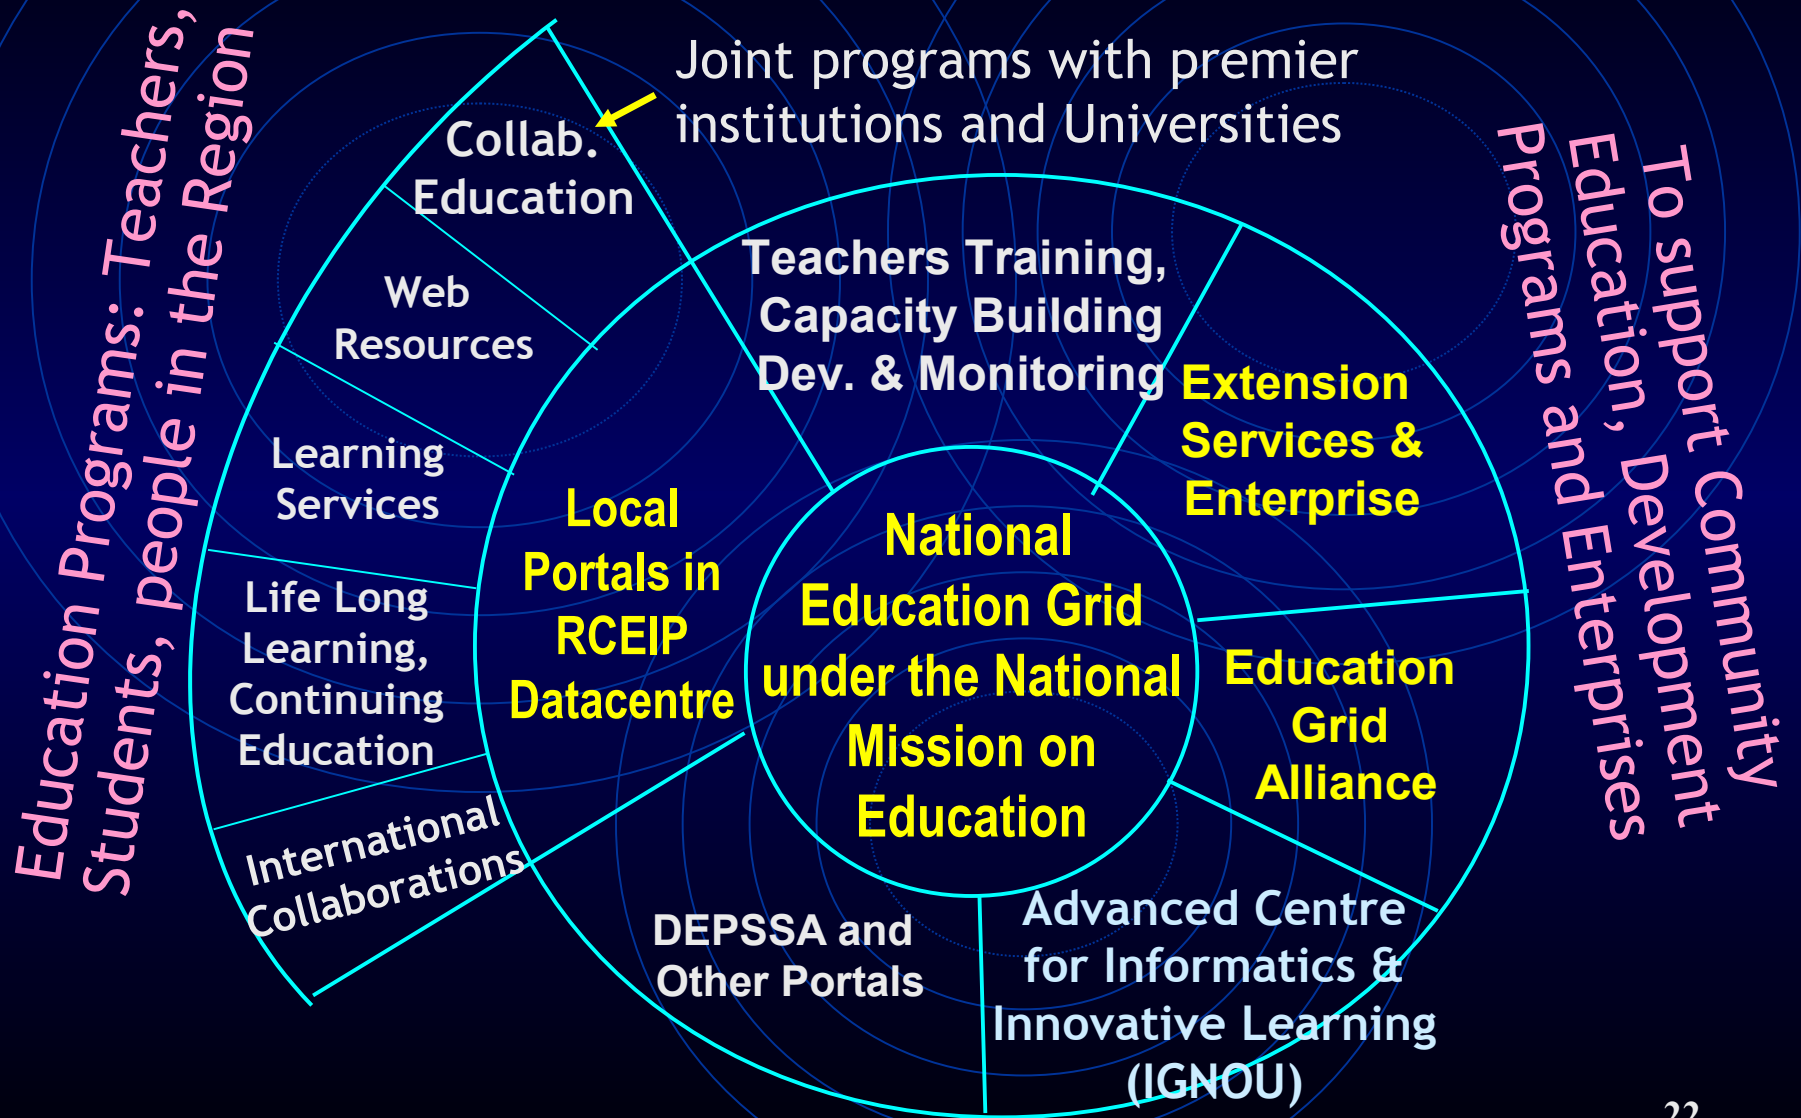 Education Programs: Teachers,
Students, people in the Region
Joint programs with premier
institutions and Universities
Collab.
Education
Web
Resources
Learning
Services
Life Long
Learning,
Continuing
Education
International
Collaborations
Local
Portals in
RCEIP
Datacentre
Teachers Training,
Capacity Building
Dev. & Monitoring
Extension
Services &
Enterprise
National
Education Grid
under the National
Mission on
Education
Education
Grid
Alliance
DEPSSA and
Other Portals
Advanced Centre
for Informatics &
Innovative Learning
(IGNOU)
To support Community
Education, Development
Programs and Enterprises
22